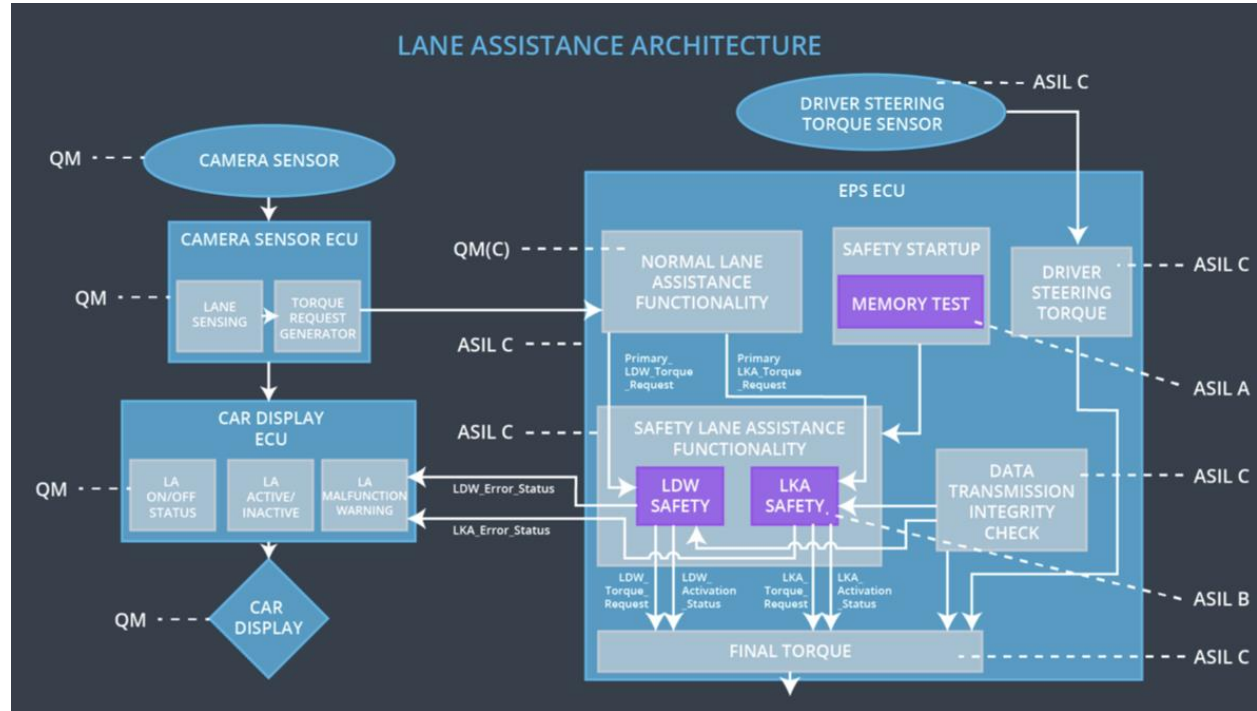 LANE ASSISTANCE ARCHITECTURE
ASIL C
DRIVER STEERING
TORQUE SENSOR
QM
CAMERA SENSOR
EPS ECU
CAMERA SENSOR ECU
QM
LANE
SENSING
TORQUE
REQUEST
GENERATOR
QM(C)
NORMAL LANE
ASSISTANCE
FUNCTIONALITY
SAFETY STARTUP
MEMORY TEST
DRIVER
STEERING
TORQUE
ASIL C
ASIL C
Primary_
LDW_Torque
_Request
Primary
LKA_Torque
_Request
ASIL A
CAR DISPLAY
ECU
QM
LA
ON/OFF
STATUS
LA
ACTIVE/
INACTIVE
LA
MALFUNCTION
WARNING
LDW_Error_Status
LKA_Error_Status
ASIL C
SAFETY LANE ASSISTANCE
FUNCTIONALITY
LDW
SAFETY
LKA
SAFETY
DATA
TRANSMISSION
INTEGRITY
CHECK
ASIL C
LDW_
Torque_
Request
LDW_
Activation
_Status
LKA_
Torque_
Request
LKA_
Activation
_Status
ASIL B
QM
CAR
DISPLAY
FINAL TORQUE
ASIL C